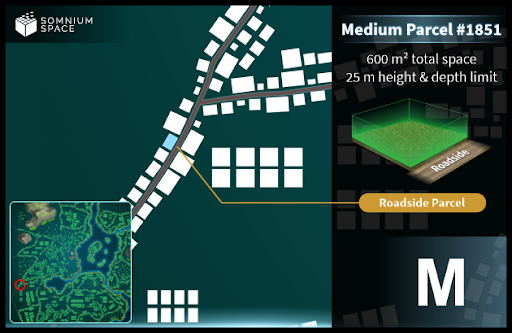 SOMNIUM
SPACE
Medium Parcel #1851
600 m² total space
25 m height & depth limit
Roadside
Roadside Parcel
M